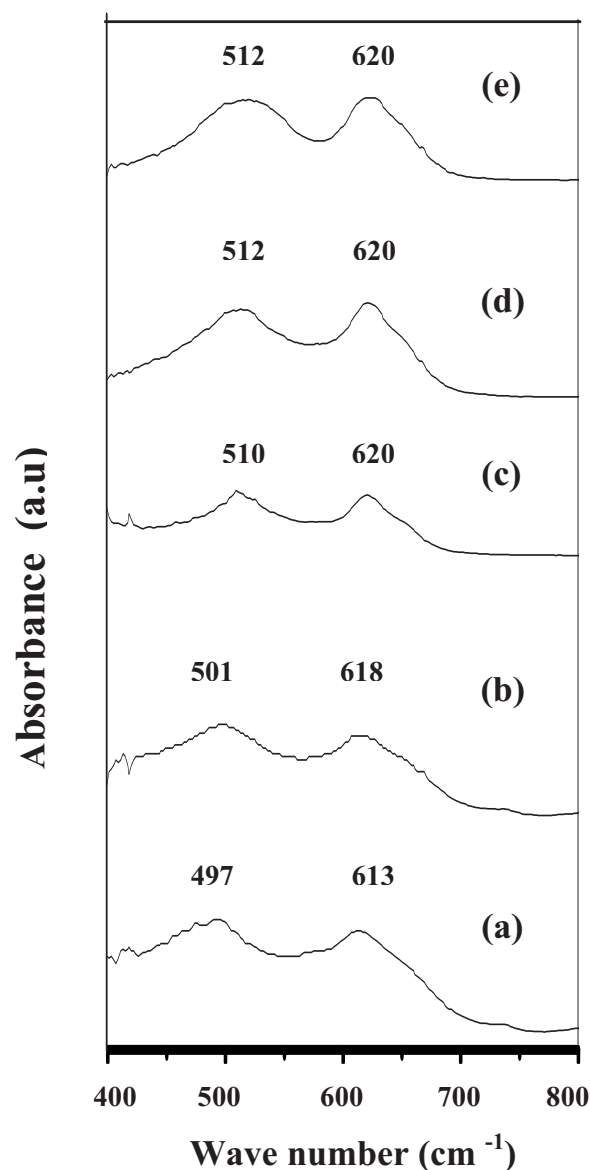 512 620
(e)
512 620
(d)
510 620
(c)
501 618
(b)
497 613
(a)
Absorbance (a.u)
400 500 600 700 800
Wave number (cm -1)